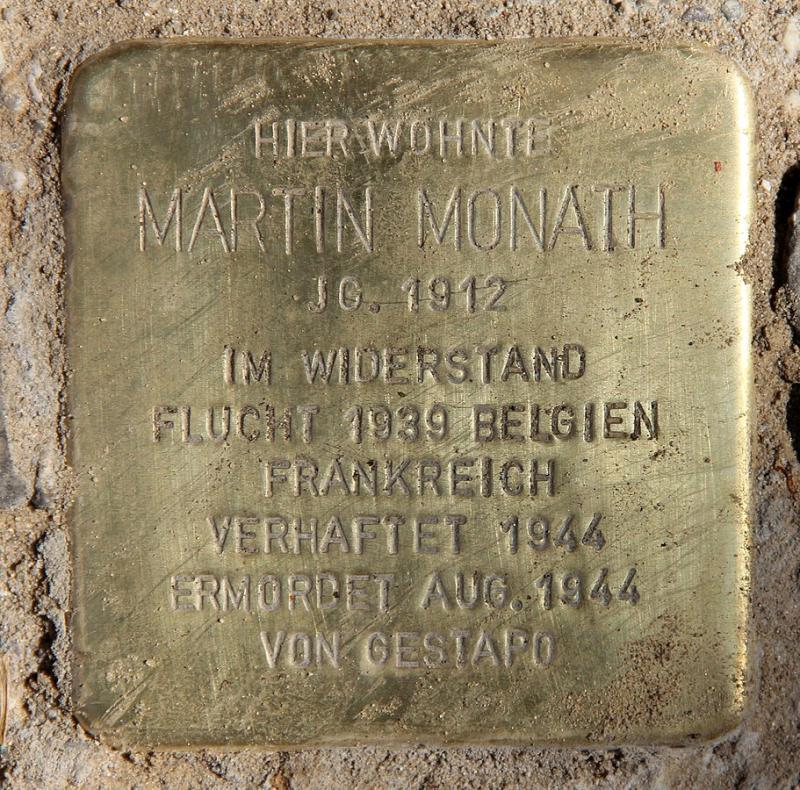 HIER WOHNTE
MARTIN MONATH
JG. 1912
IM WIDERSTAND
FLUCHT 1939 BELGIEN
FRANKREICH
VERHAFTET 1944
ERMORDET AUG. 1944
VON GESTAPO